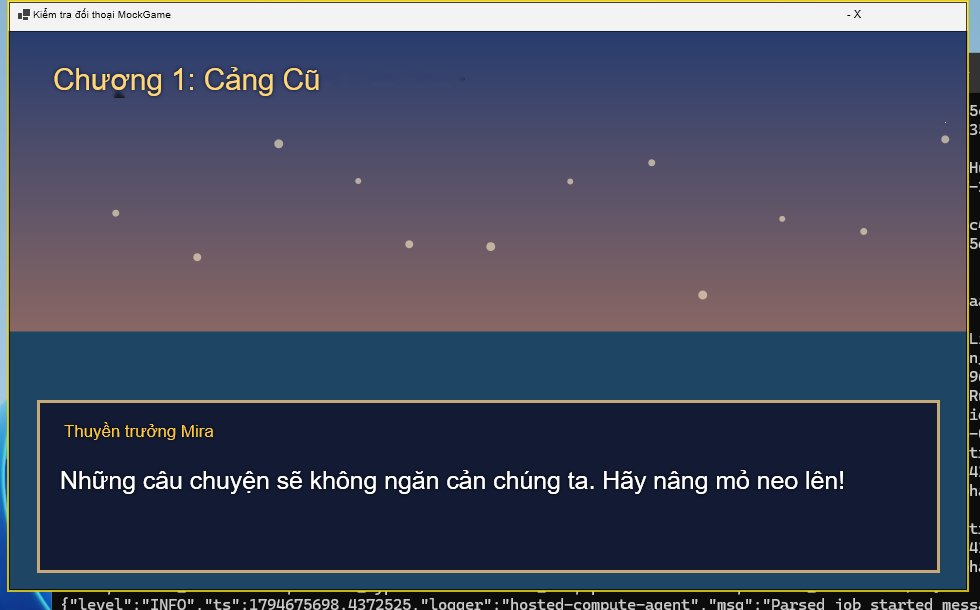 Kiểm tra đối thoại MockGame
- X
Chương 1: Cảng Cũ
Thuyền trưởng Mira
Những câu chuyện sẽ không ngăn cản chúng ta. Hãy nâng mỏ neo lên!
{"level":"INFO","ts":1794675698.4372525,"logger":"hosted-compute-agent","msg":"Parsed job started mes